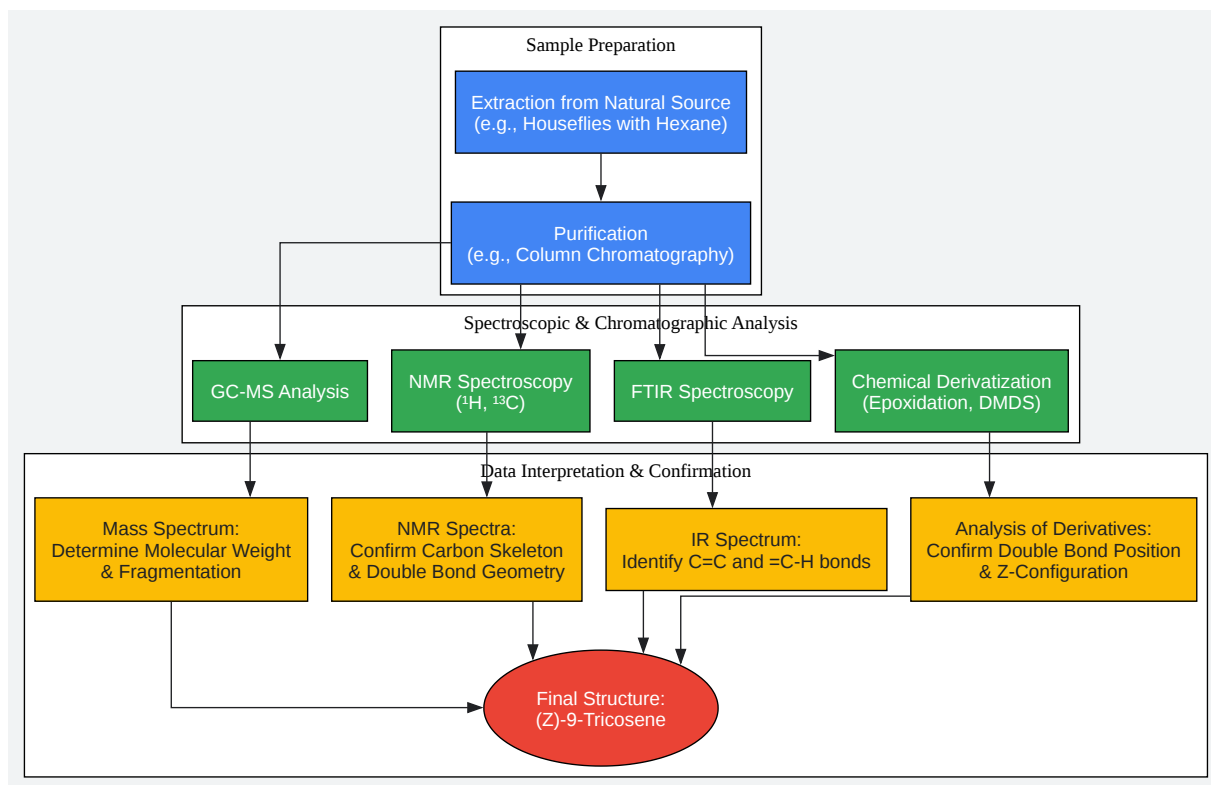 Sample Preparation
Extraction from Natural Source
(e.g., Houseflies with Hexane)
Purification
(e.g., Column Chromatography)
Spectroscopic & Chromatographic Analysis
GC-MS Analysis
NMR Spectroscopy
(¹H, ¹³C)
FTIR Spectroscopy
Chemical Derivatization
(Epoxidation, DMDS)
Data Interpretation & Confirmation
Mass Spectrum:
Determine Molecular Weight
& Fragmentation
NMR Spectra:
Confirm Carbon Skeleton
& Double Bond Geometry
IR Spectrum:
Identify C=C and =C-H bonds
Analysis of Derivatives:
Confirm Double Bond Position
& Z-Configuration
Final Structure:
(Z)-9-Tricosene